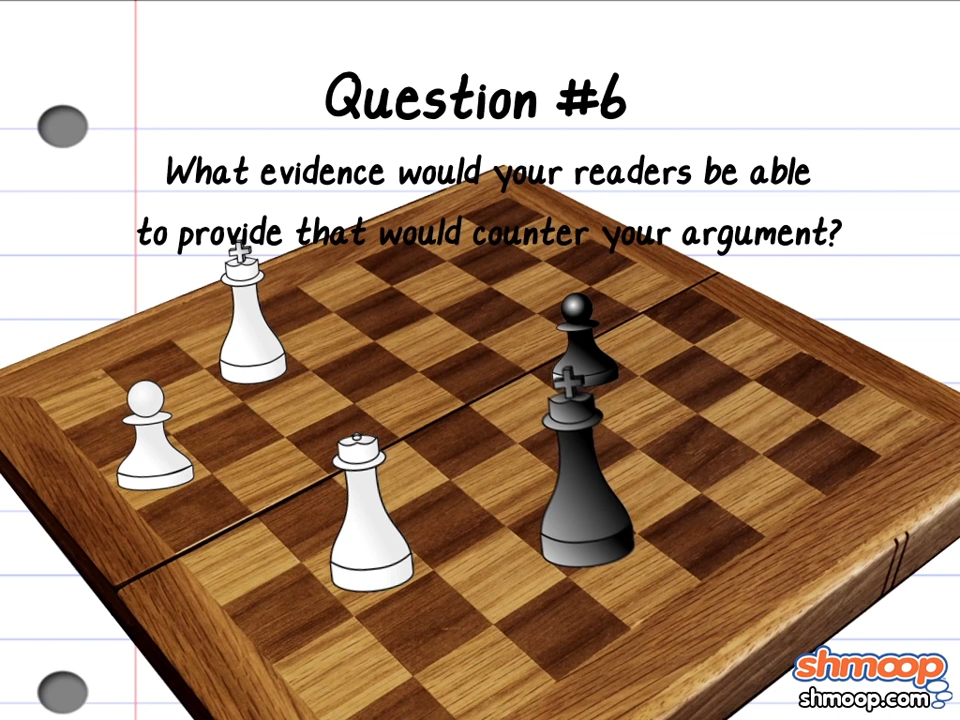 Question #6
What evidence would your readers be able
to provide that would counter your argument?
shmoop
shmoop.com